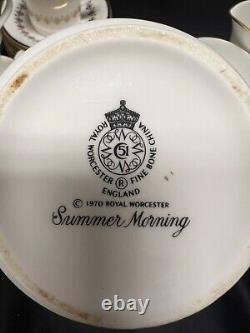 ROYAL WORCESTER FINE BONE CHINA
51
®
ENGLAND
© 1970 ROYAL WORCESTER
Summer Morning